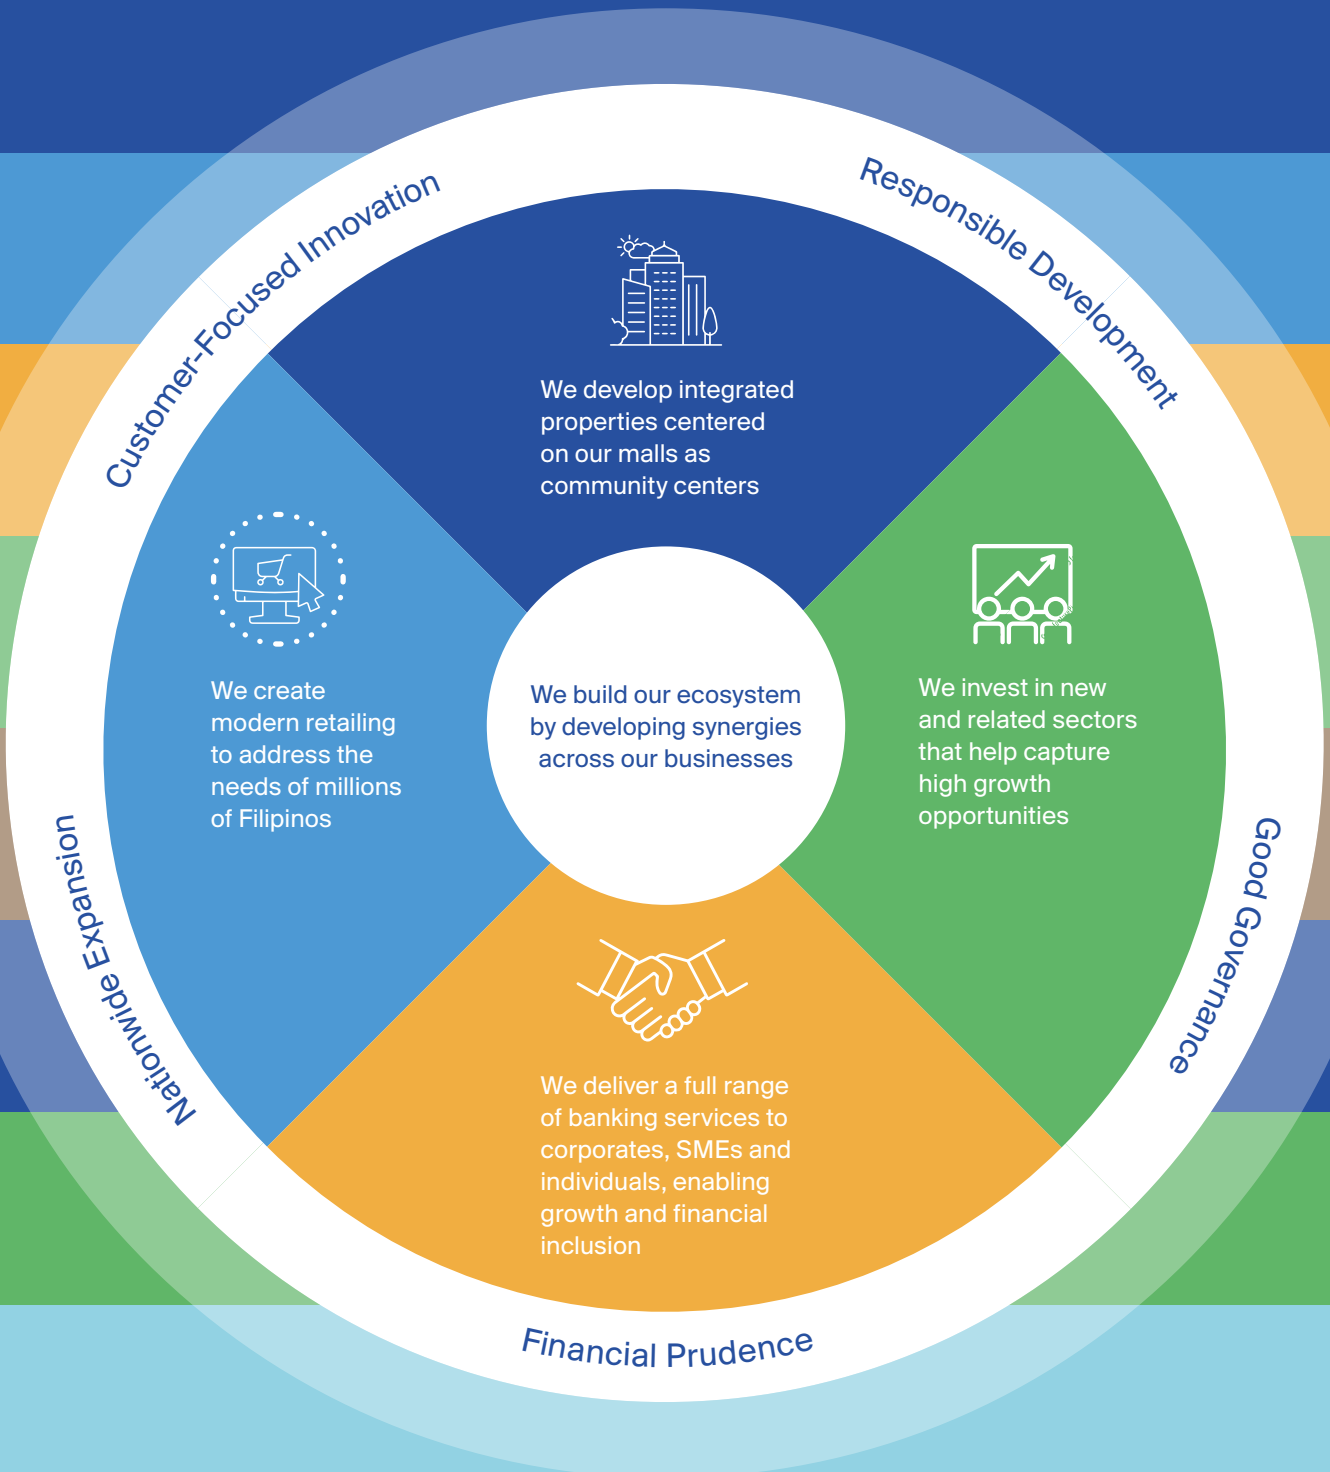 Customer-Focused Innovation
Responsible Development
We develop integrated
properties centered
on our malls as
community centers
We create
modern retailing
to address the
needs of millions
of Filipinos
We build our ecosystem
by developing synergies
across our businesses
We invest in new
and related sectors
that help capture
high growth
opportunities
Nationwide Expansion
Good Governance
We deliver a full range
of banking services to
corporates, SMEs and
individuals, enabling
growth and financial
inclusion
Financial Prudence